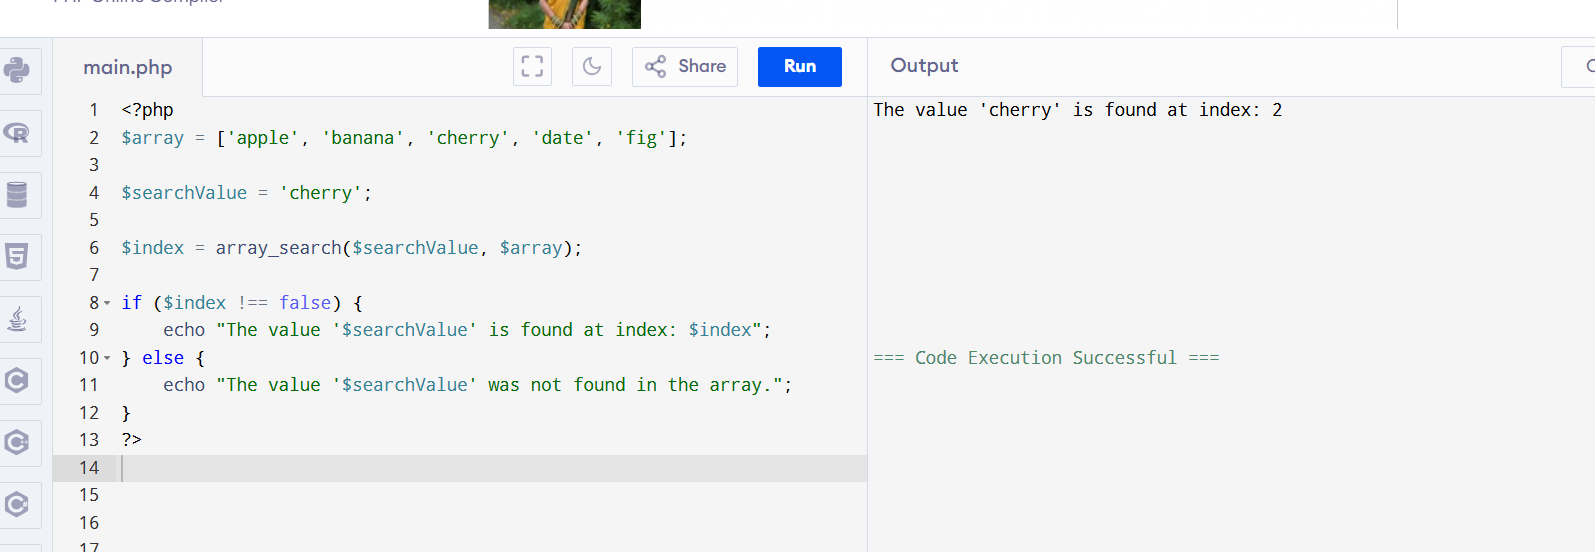 PHP Online Compiler
main.php
Share
Run
Output
1 <?php
2 $array = ['apple', 'banana', 'cherry', 'date', 'fig'];
3
4 $searchValue = 'cherry';
5
6 $index = array_search($searchValue, $array);
7
8 if ($index !== false) {
9 echo "The value '$searchValue' is found at index: $index";
10 } else {
11 echo "The value '$searchValue' was not found in the array.";
12 }
13 ?>
14
15
16
17
The value 'cherry' is found at index: 2
=== Code Execution Successful ===